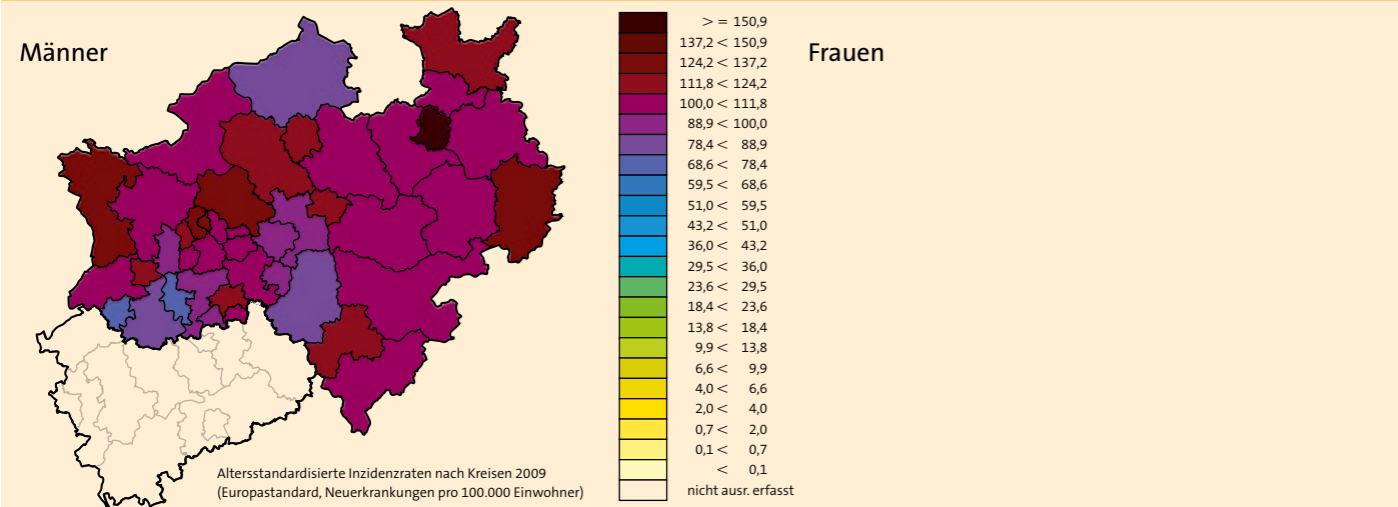 Männer
Frauen
> = 150,9
137,2 < 150,9
124,2 < 137,2
111,8 < 124,2
100,0 < 111,8
88,9 < 100,0
78,4 < 88,9
68,6 < 78,4
59,5 < 68,6
51,0 < 59,5
43,2 < 51,0
36,0 < 43,2
29,5 < 36,0
23,6 < 29,5
18,4 < 23,6
13,8 < 18,4
9,9 < 13,8
6,6 < 9,9
4,0 < 6,6
2,0 < 4,0
0,7 < 2,0
0,1 < 0,7
< 0,1
nicht ausr. erfasst
Altersstandardisierte Inzidenzraten nach Kreisen 2009
(Europastandard, Neuerkrankungen pro 100.000 Einwohner)